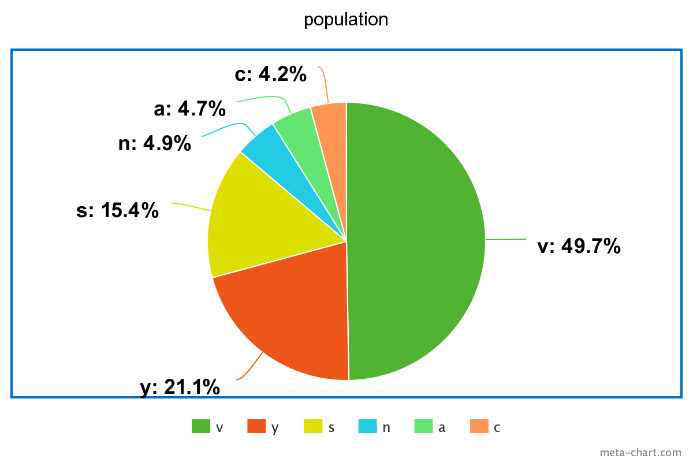 population
c: 4.2%
a: 4.7%
n: 4.9%
s: 15.4%
v: 49.7%
y: 21.1%
v y s n a c
meta-chart.com